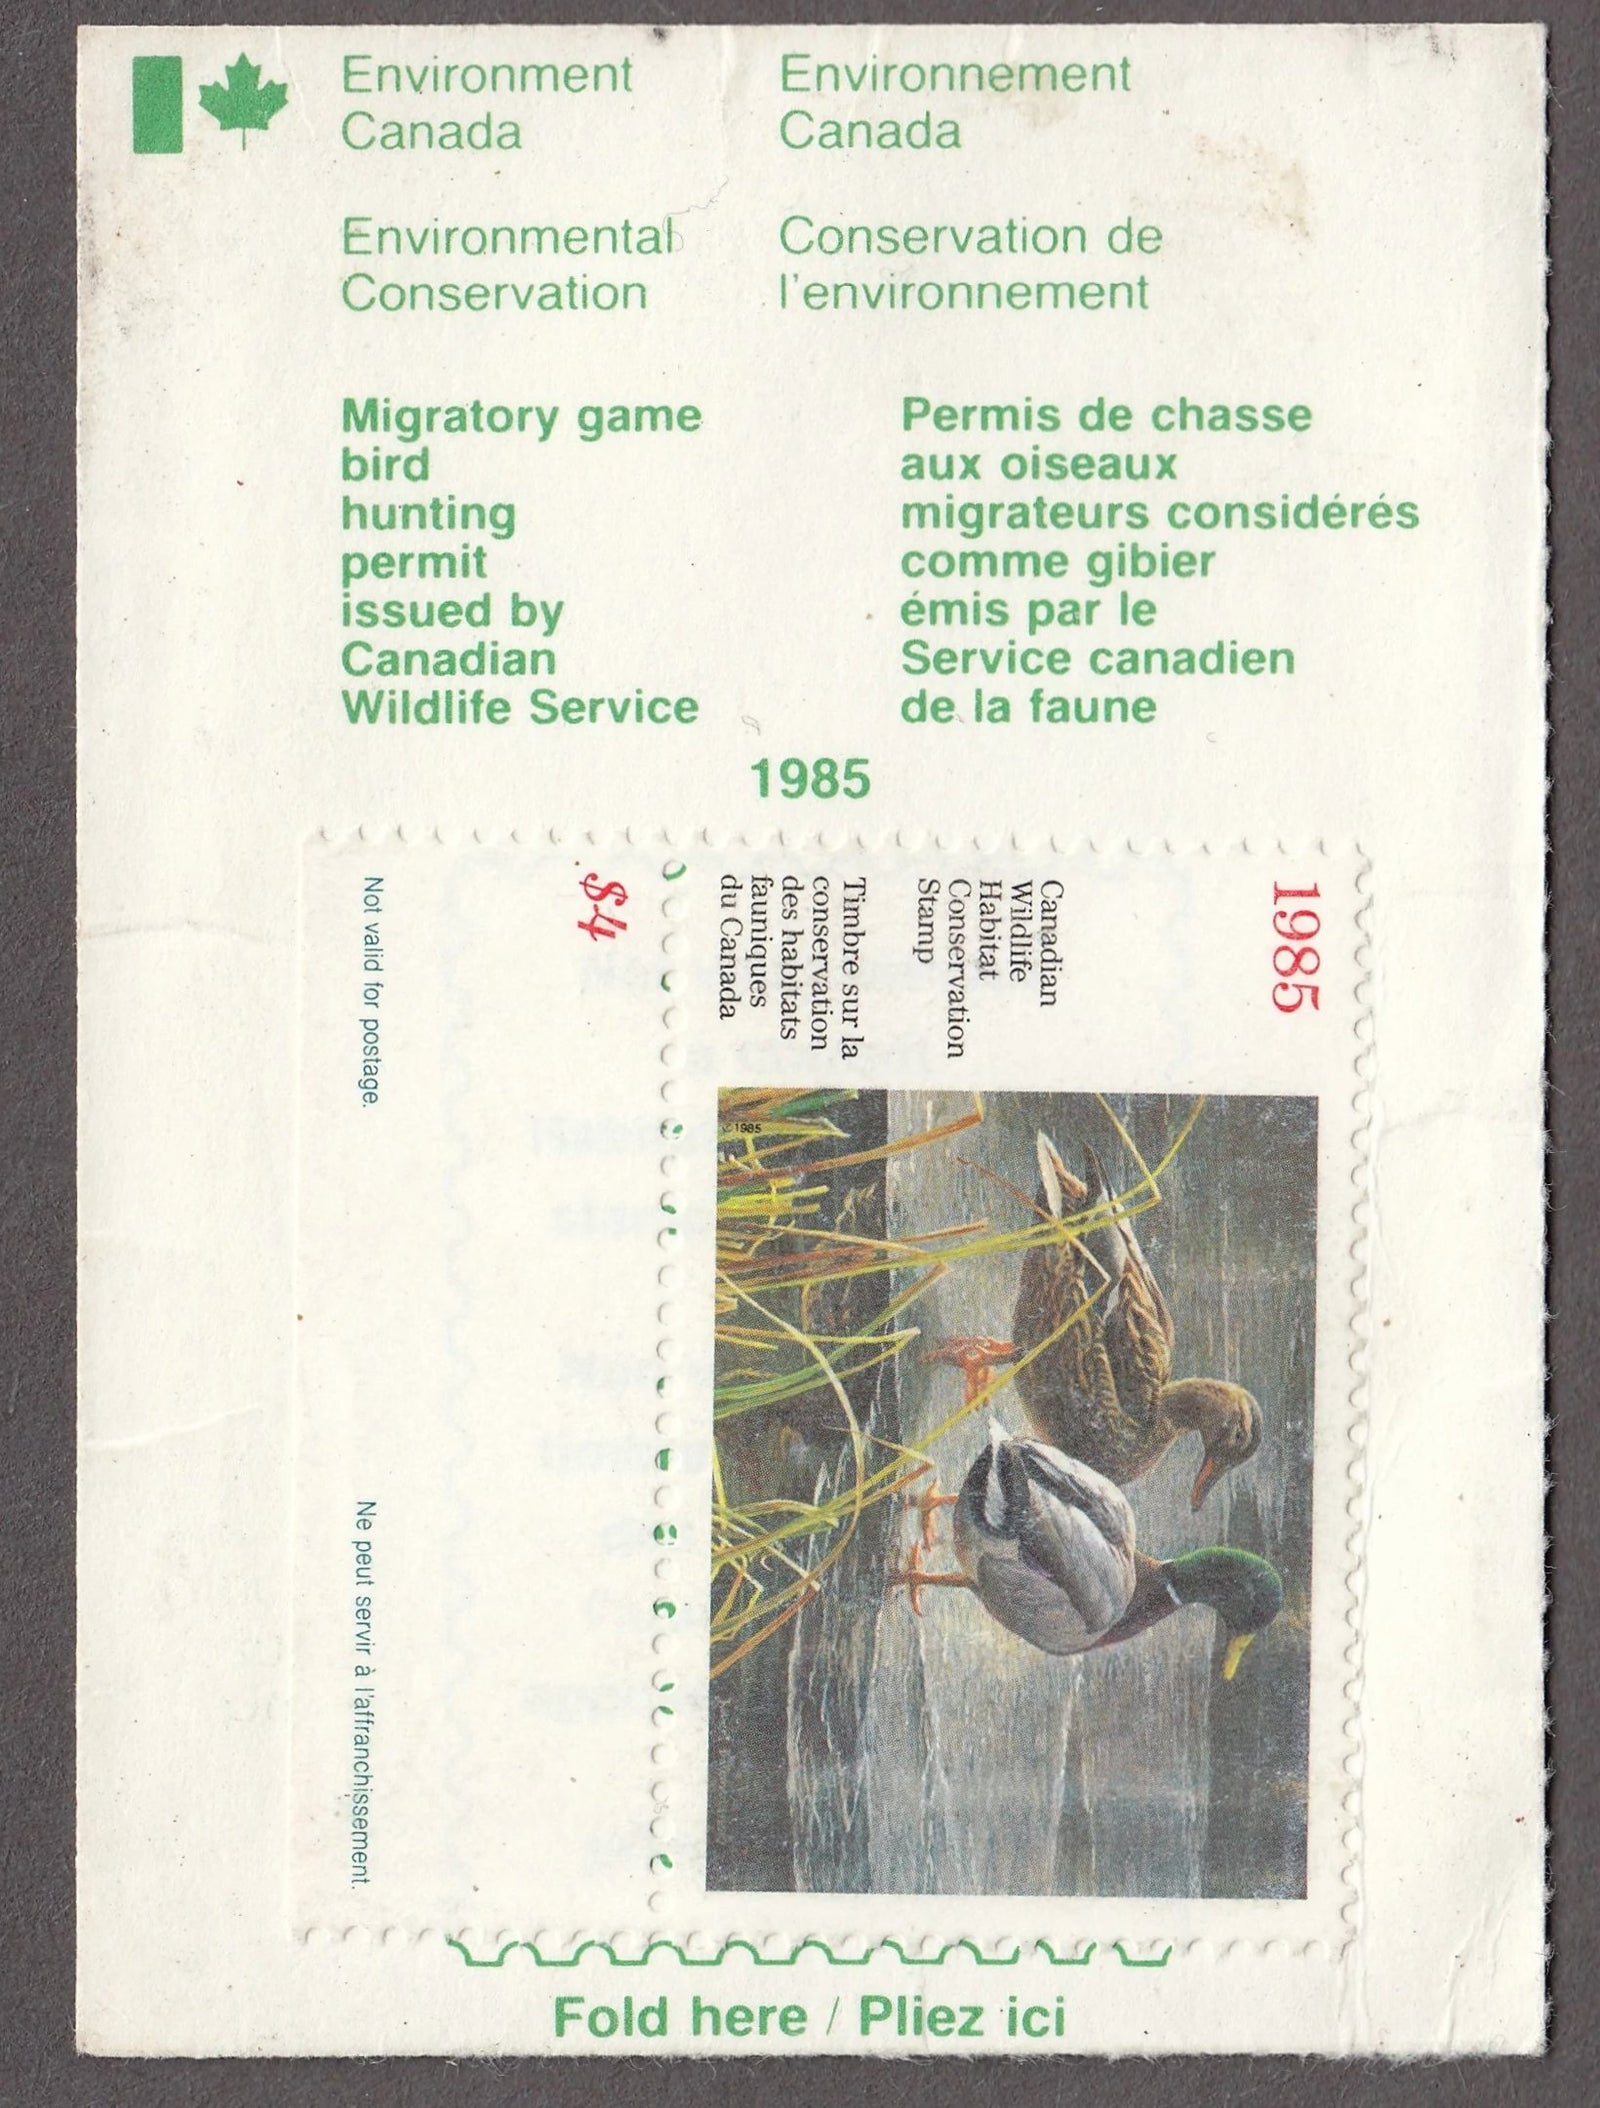 Environment
Canada
Environnement
Canada
Environmental
Conservation
Conservation de
l'environnement
Migratory game
bird
hunting
permit
issued by
Canadian
Wildlife Service
Permis de chasse
aux oiseaux
migrateurs considérés
comme gibier
émis par le
Service canadien
de la faune
1985
1985
Canadian
Wildlife
Habitat
Conservation
Stamp
Timbre sur la
conservation
des habitats
fauniques
du Canada
©1985
$4
Not valid for postage.
Ne peut servir à l'affranchissement.
Fold here / Pliez ici